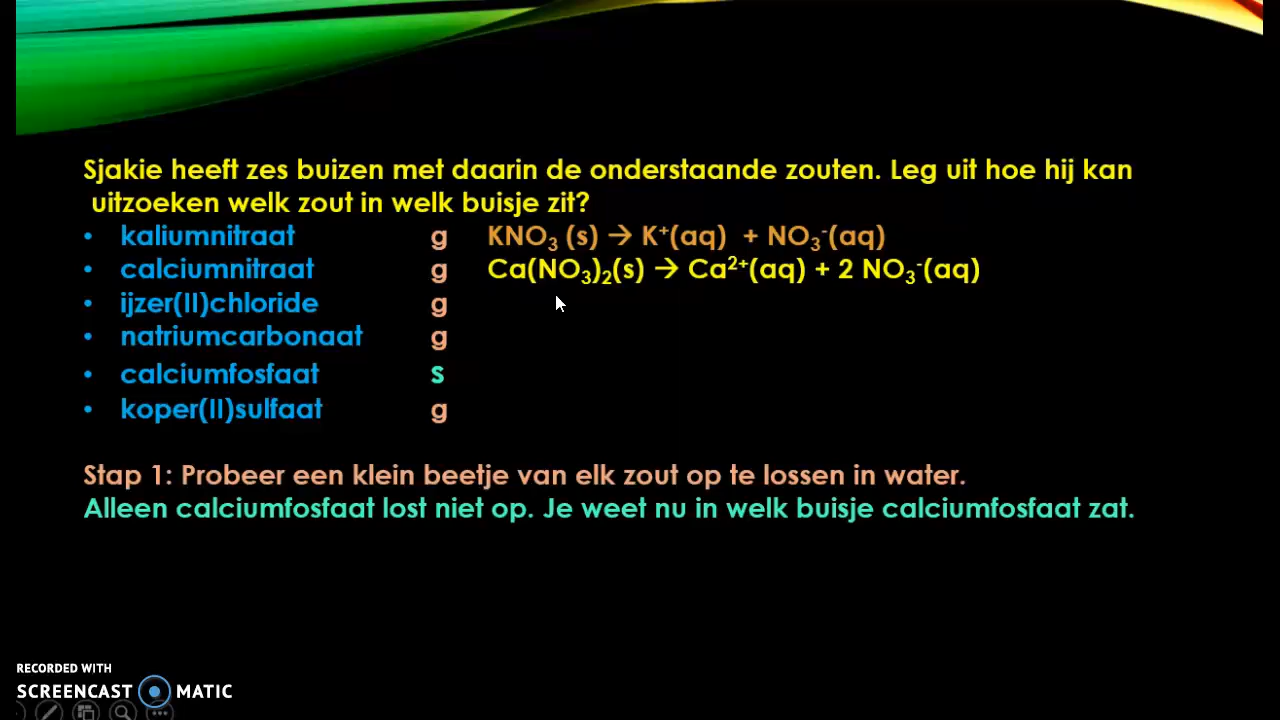 Sjakie heeft zes buizen met daarin de onderstaande zouten. Leg uit hoe hij kan
uitzoeken welk zout in welk buisje zit?
• kaliumnitraat g KNO₃ (s) → K⁺(aq) + NO₃⁻(aq)
• calciumnitraat g Ca(NO₃)₂(s) → Ca²⁺(aq) + 2 NO₃⁻(aq)
• ijzer(II)chloride g
• natriumcarbonaat g
• calciumfosfaat s
• koper(II)sulfaat g
Stap 1: Probeer een klein beetje van elk zout op te lossen in water.
Alleen calciumfosfaat lost niet op. Je weet nu in welk buisje calciumfosfaat zat.
RECORDED WITH
SCREENCAST MATIC